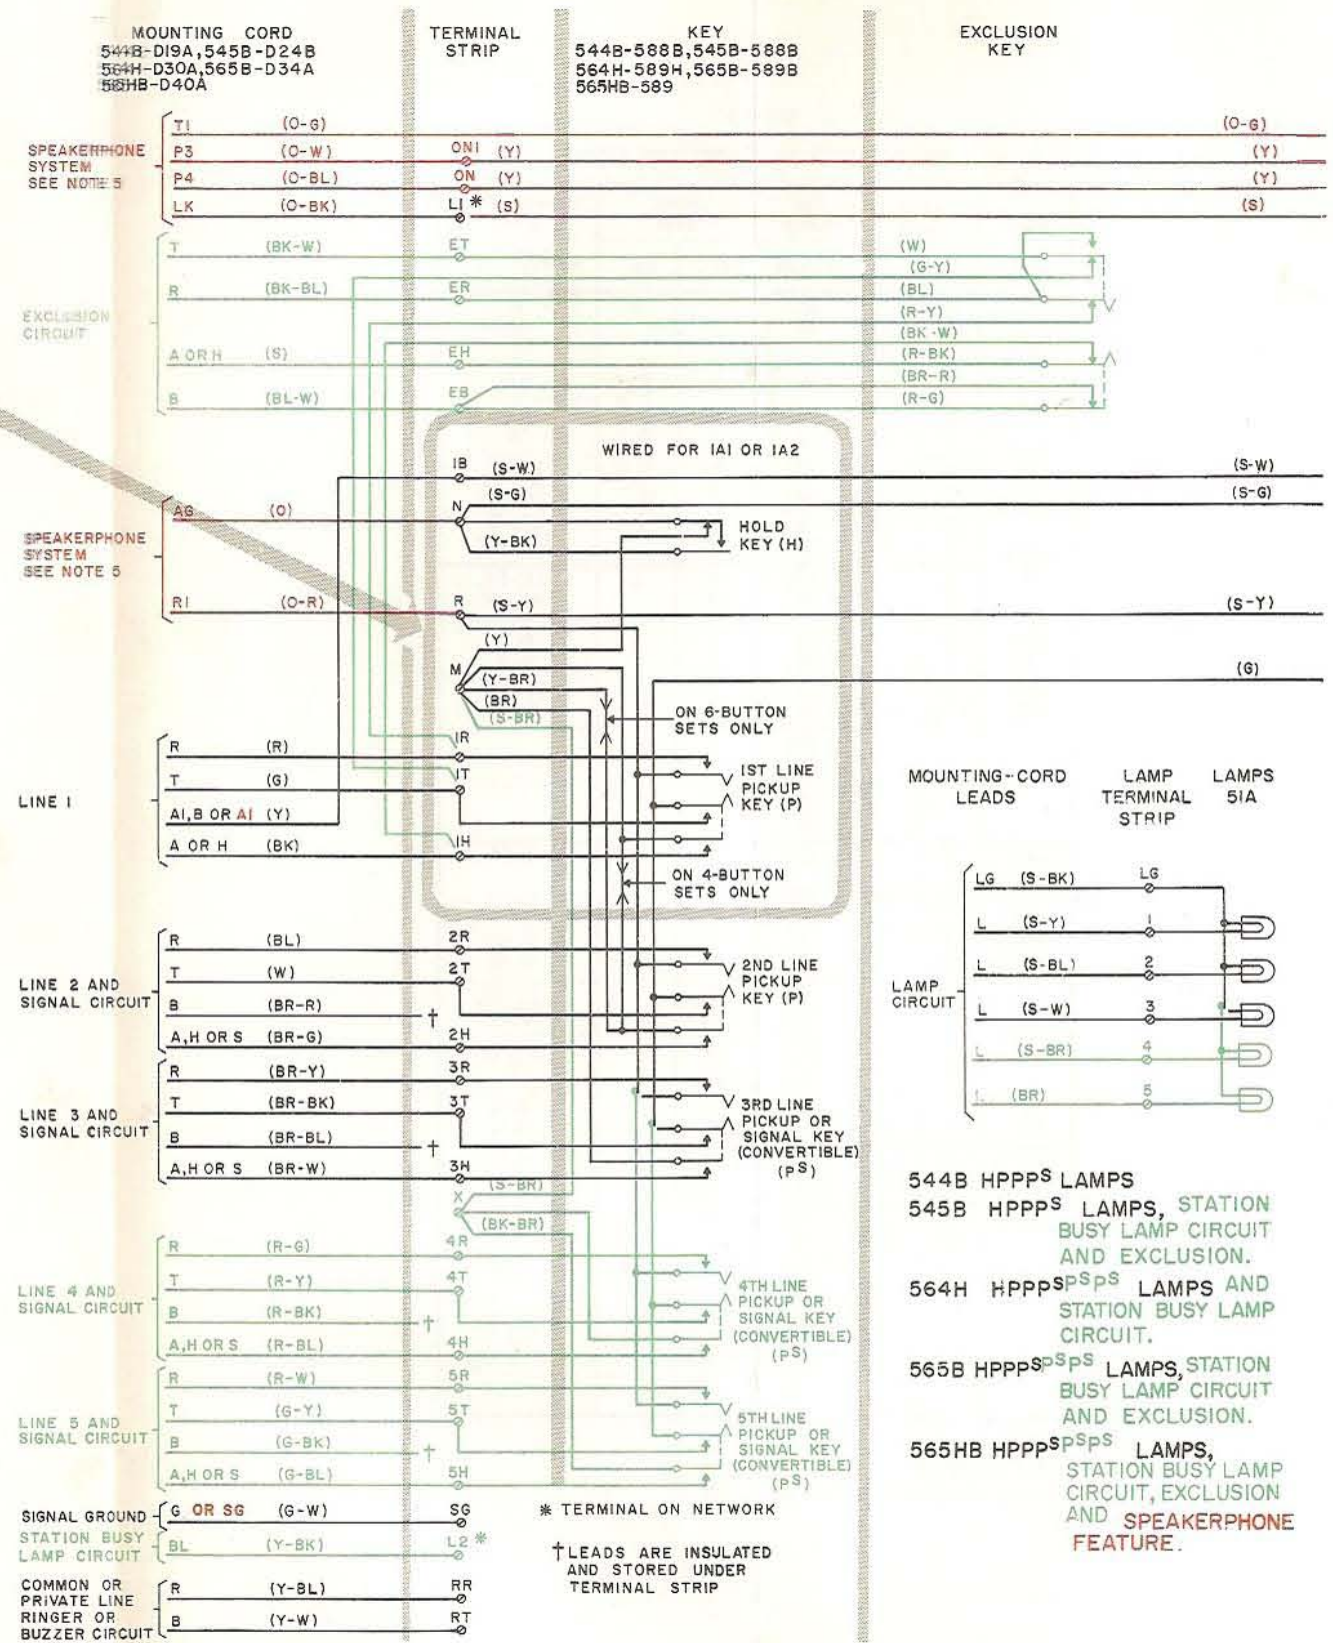 MOUNTING CORD
544B-D19A, 545B-D24B
564H-D30A, 565B-D34A
565HB-D40A
TERMINAL
STRIP
KEY
544B-588B, 545B-588B
564H-589H, 565B-589B
565HB-589
EXCLUSION
KEY
SPEAKERPHONE
SYSTEM
SEE NOTE 5
T1 (O-G) (O-G)
P3 (O-W) ON1 (Y) (Y)
P4 (O-BL) ON (Y) (Y)
LK (O-BK) L1 * (S) (S)
EXCLUSION
CIRCUIT
T (BK-W) ET (W)
(G-Y)
R (BK-BL) ER (BL)
(R-Y)
(BK-W)
A OR H (S) EH (R-BK)
(BR-R)
B (BL-W) EB (R-G)
WIRED FOR 1A1 OR 1A2
1B (S-W) (S-W)
(S-G) (S-G)
SPEAKERPHONE
SYSTEM
SEE NOTE 5
AG (O) N
(Y-BK)
HOLD
KEY (H)
R1 (O-R) R (S-Y) (S-Y)
(Y)
M
(Y-BR)
(BR)
(S-BR)
(G)
ON 6-BUTTON
SETS ONLY
LINE 1
R (R) 1R
T (G) 1T
A1,B OR A1 (Y)
A OR H (BK) 1H
1ST LINE
PICKUP
KEY (P)
ON 4-BUTTON
SETS ONLY
LINE 2 AND
SIGNAL CIRCUIT
R (BL) 2R
T (W) 2T
B (BR-R) †
A,H OR S (BR-G) 2H
2ND LINE
PICKUP
KEY (P)
LINE 3 AND
SIGNAL CIRCUIT
R (BR-Y) 3R
T (BR-BK) 3T
B (BR-BL) †
A,H OR S (BR-W) 3H
3RD LINE
PICKUP OR
SIGNAL KEY
(CONVERTIBLE)
(PS)
(S-BR)
X
(BK-BR)
LINE 4 AND
SIGNAL CIRCUIT
R (R-G) 4R
T (R-Y) 4T
B (R-BK) †
A,H OR S (R-BL) 4H
4TH LINE
PICKUP OR
SIGNAL KEY
(CONVERTIBLE)
(PS)
LINE 5 AND
SIGNAL CIRCUIT
R (R-W) 5R
T (G-Y) 5T
B (G-BK) †
A,H OR S (G-BL) 5H
5TH LINE
PICKUP OR
SIGNAL KEY
(CONVERTIBLE)
(PS)
SIGNAL GROUND
G OR SG (G-W) SG
STATION BUSY
LAMP CIRCUIT
BL (Y-BK) L2 *
COMMON OR
PRIVATE LINE
RINGER OR
BUZZER CIRCUIT
R (Y-BL) RR
B (Y-W) RT
* TERMINAL ON NETWORK
† LEADS ARE INSULATED
AND STORED UNDER
TERMINAL STRIP
MOUNTING-CORD
LEADS
LAMP
TERMINAL
STRIP
LAMPS
51A
LAMP
CIRCUIT
LG (S-BK) LG
L (S-Y) 1
L (S-BL) 2
L (S-W) 3
L (S-BR) 4
L (BR) 5
544B HPPPS LAMPS
545B HPPPS LAMPS, STATION
BUSY LAMP CIRCUIT
AND EXCLUSION.
564H HPPPSPSPS LAMPS AND
STATION BUSY LAMP
CIRCUIT.
565B HPPPSPSPS LAMPS, STATION
BUSY LAMP CIRCUIT
AND EXCLUSION.
565HB HPPPSPSPS LAMPS,
STATION BUSY LAMP
CIRCUIT, EXCLUSION
AND SPEAKERPHONE
FEATURE.